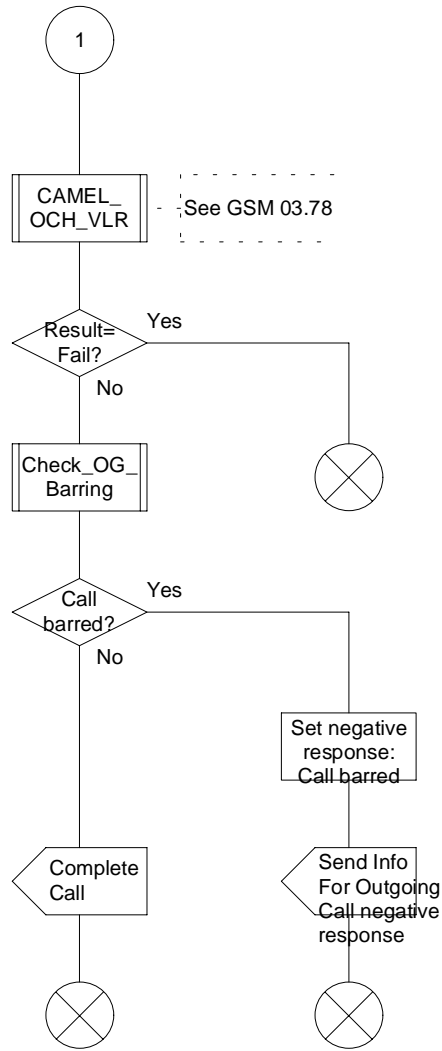 1
CAMEL_
OCH_VLR
See GSM 03.78
Result=
Fail?
Yes
No
Check_OG_
Barring
Call
barred?
Yes
No
Set negative
response:
Call barred
Complete
Call
Send Info
For Outgoing
Call negative
response